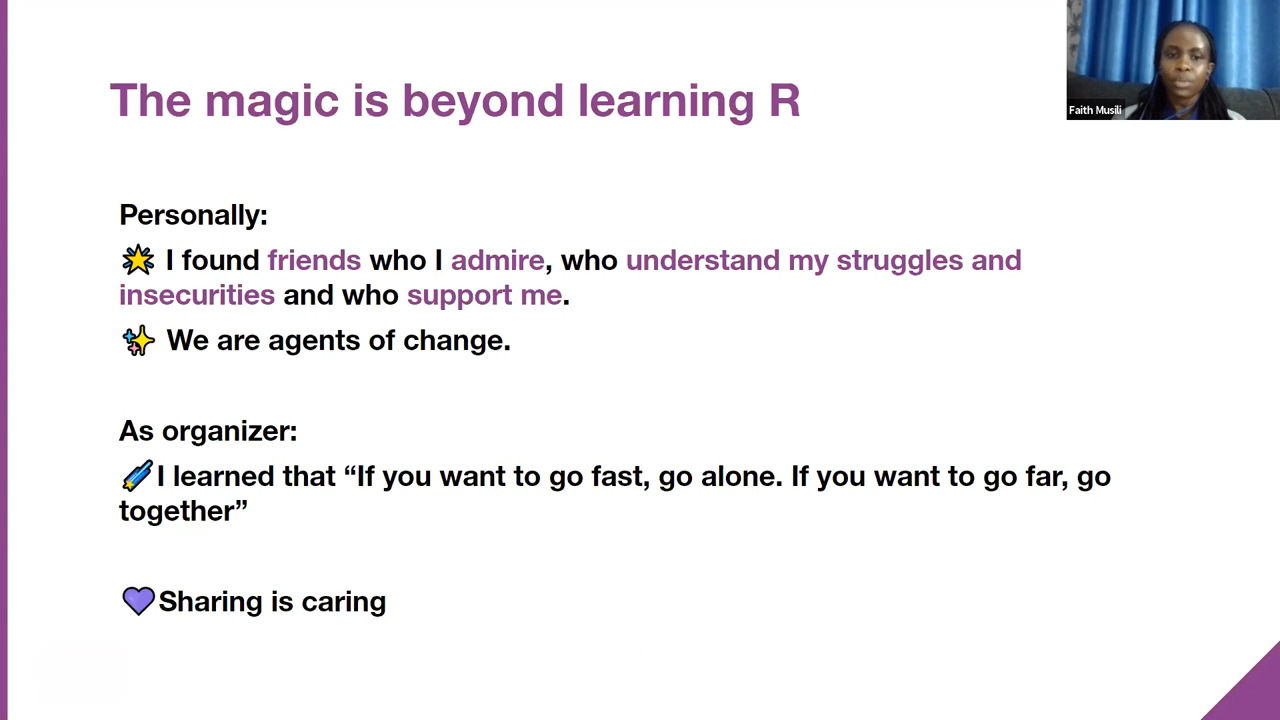 The magic is beyond learning R
Faith Musili
Personally:
🌟 I found friends who I admire, who understand my struggles and
insecurities and who support me.
✨ We are agents of change.
As organizer:
☄️I learned that “If you want to go fast, go alone. If you want to go far, go
together”
💜Sharing is caring